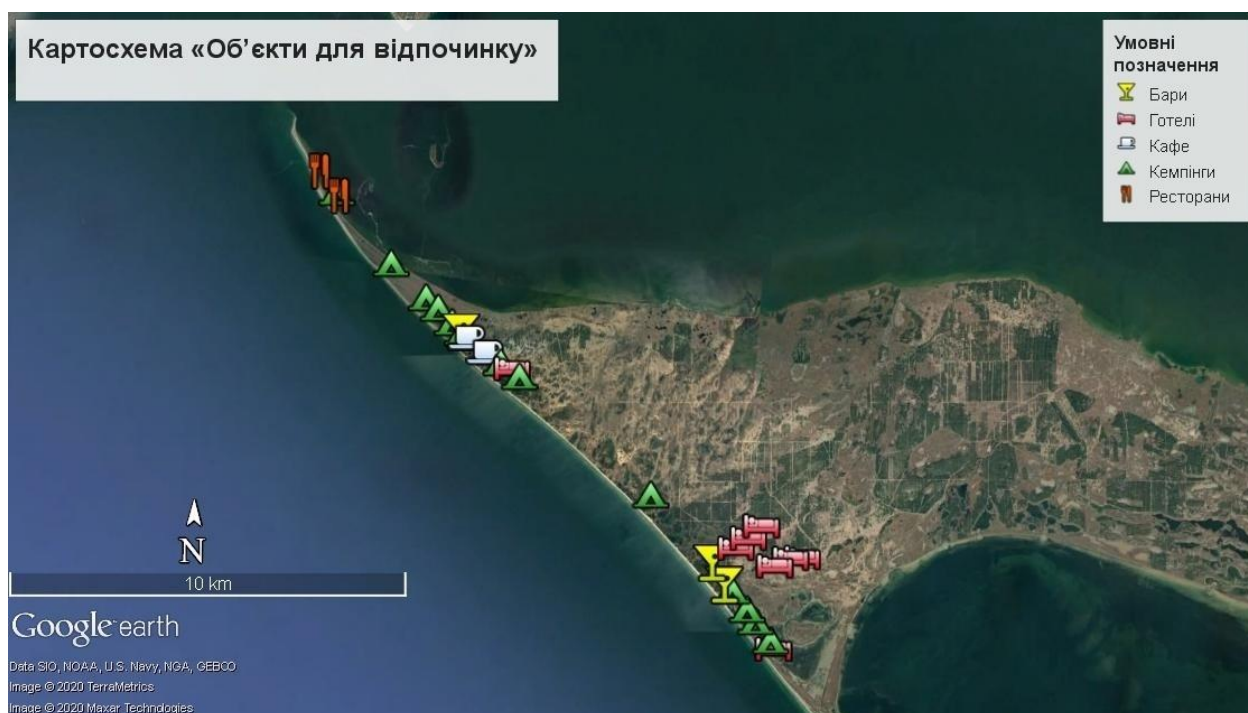 Картосхема «Об’єкти для відпочинку»
Умовні
позначення
Бари
Готелі
Кафе
Кемпінги
Ресторани
N
10 km
Google earth
Data SIO, NOAA, U.S. Navy, NGA, GEBCO
Image © 2020 TerraMetrics
Image © 2020 Maxar Technologies